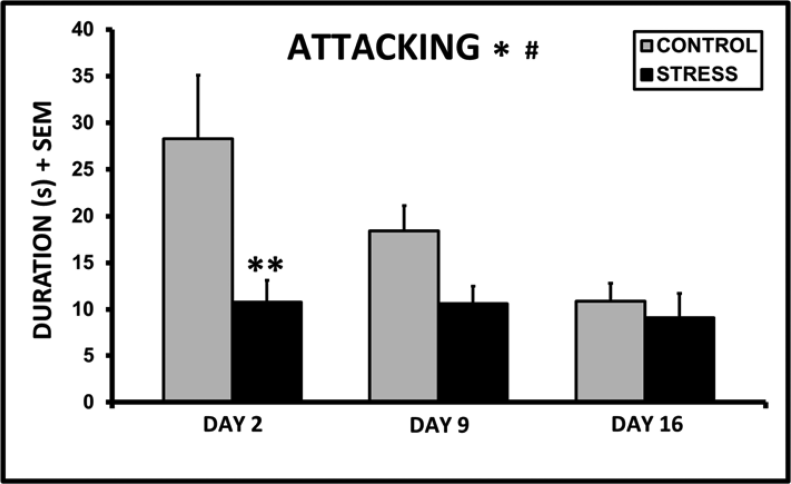 ATTACKING * #
CONTROL
STRESS
DURATION (s) + SEM
40
35
30
25
20
15
10
5
0
**
DAY 2
DAY 9
DAY 16